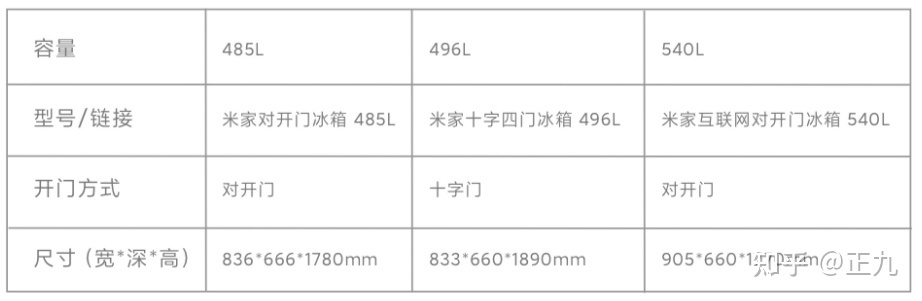 容量 485L 496L 540L
型号/链接 米家对开门冰箱 485L 米家十字四门冰箱 496L 米家互联网对开门冰箱 540L
开门方式 对开门 十字门 对开门
尺寸 (宽*深*高) 836*666*1780mm 833*660*1890mm 905*660*
知乎 @正九